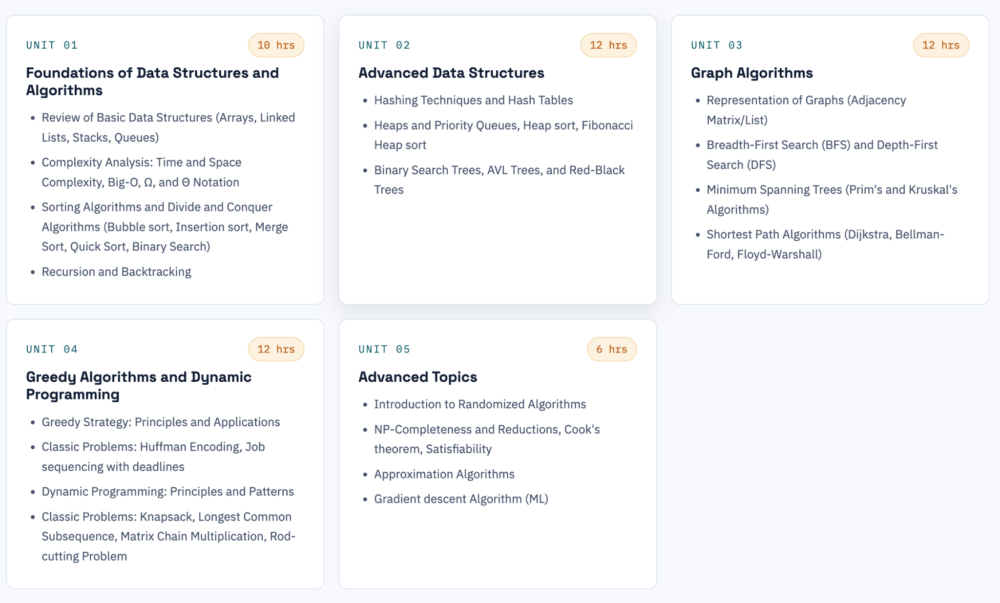 UNIT 01
10 hrs
Foundations of Data Structures and
Algorithms
• Review of Basic Data Structures (Arrays, Linked
Lists, Stacks, Queues)
• Complexity Analysis: Time and Space
Complexity, Big-O, Ω, and Θ Notation
• Sorting Algorithms and Divide and Conquer
Algorithms (Bubble sort, Insertion sort, Merge
Sort, Quick Sort, Binary Search)
• Recursion and Backtracking
UNIT 02
12 hrs
Advanced Data Structures
• Hashing Techniques and Hash Tables
• Heaps and Priority Queues, Heap sort, Fibonacci
Heap sort
• Binary Search Trees, AVL Trees, and Red-Black
Trees
UNIT 03
12 hrs
Graph Algorithms
• Representation of Graphs (Adjacency
Matrix/List)
• Breadth-First Search (BFS) and Depth-First
Search (DFS)
• Minimum Spanning Trees (Prim's and Kruskal's
Algorithms)
• Shortest Path Algorithms (Dijkstra, Bellman-
Ford, Floyd-Warshall)
UNIT 04
12 hrs
Greedy Algorithms and Dynamic
Programming
• Greedy Strategy: Principles and Applications
• Classic Problems: Huffman Encoding, Job
sequencing with deadlines
• Dynamic Programming: Principles and Patterns
• Classic Problems: Knapsack, Longest Common
Subsequence, Matrix Chain Multiplication, Rod-
cutting Problem
UNIT 05
6 hrs
Advanced Topics
• Introduction to Randomized Algorithms
• NP-Completeness and Reductions, Cook's
theorem, Satisfiability
• Approximation Algorithms
• Gradient descent Algorithm (ML)